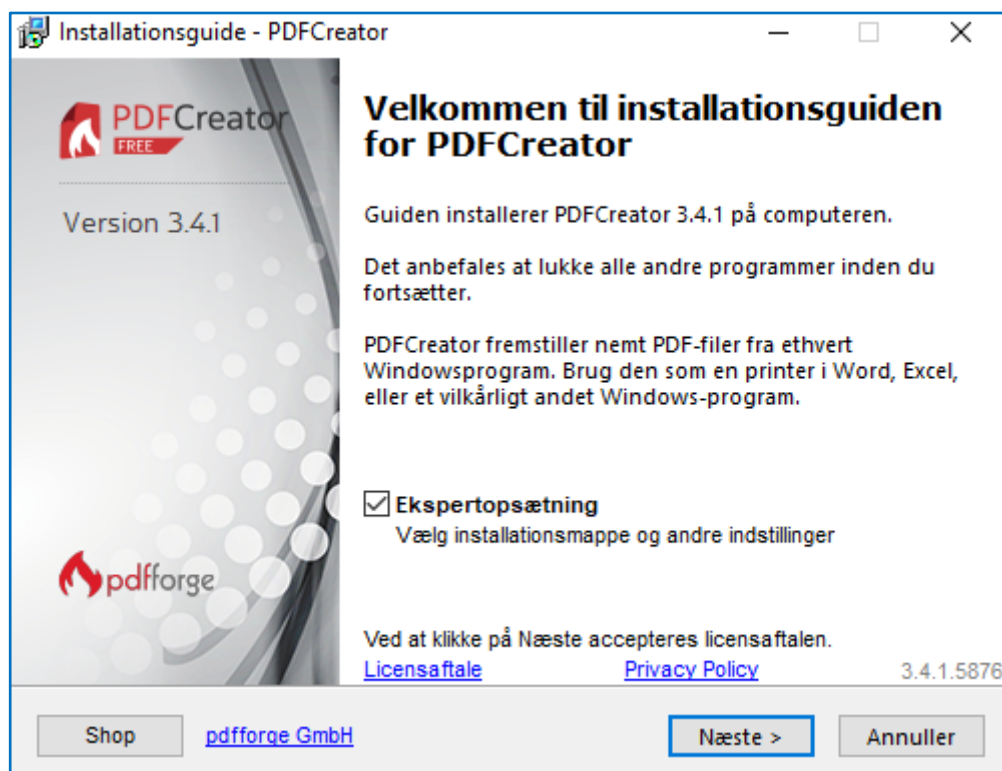 Installationsguide - PDFCreator
PDFCreator
FREE
Version 3.4.1
pdfforge
Velkommen til installationsguiden
for PDFCreator
Guiden installerer PDFCreator 3.4.1 på computeren.
Det anbefales at lukke alle andre programmer inden du
fortsætter.
PDFCreator fremstiller nemt PDF-filer fra ethvert
Windowsprogram. Brug den som en printer i Word, Excel,
eller et vilkårligt andet Windows-program.
Ekspertopsætning
Vælg installationsmappe og andre indstillinger
Ved at klikke på Næste accepteres licensaftalen.
Licensaftale Privacy Policy 3.4.1.5876
Shop pdfforge GmbH Næste > Annuller